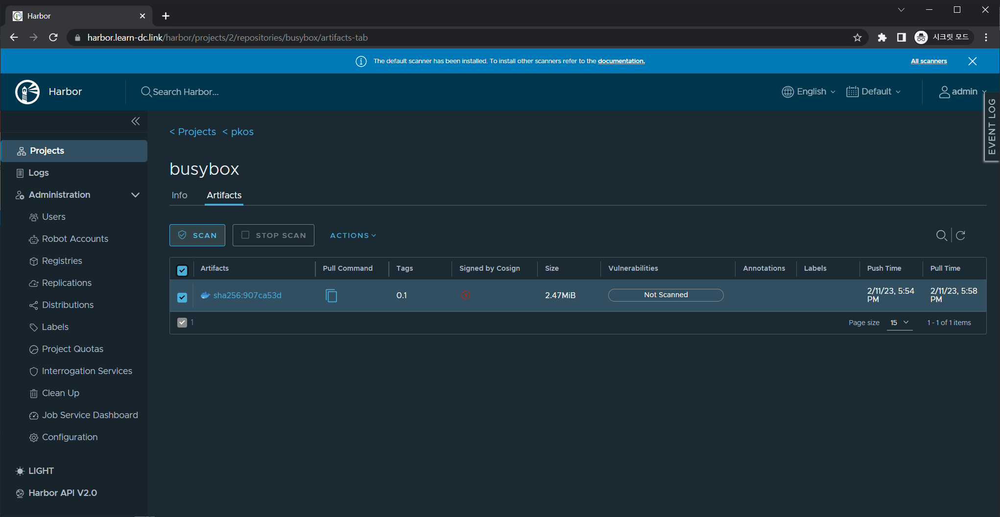 Harbor
harbor.learn-dc.link/harbor/projects/2/repositories/busybox/artifacts-tab
시크릿 모드
The default scanner has been installed. To install other scanners refer to the documentation.
All scanners
Harbor
Search Harbor...
English
Default
admin
EVENT LOG
Projects
Logs
Administration
Users
Robot Accounts
Registries
Replications
Distributions
Labels
Project Quotas
Interrogation Services
Clean Up
Job Service Dashboard
Configuration
LIGHT
Harbor API V2.0
< Projects < pkos
busybox
Info Artifacts
SCAN STOP SCAN ACTIONS
Artifacts Pull Command Tags Signed by Cosign Size Vulnerabilities Annotations Labels Push Time Pull Time
sha256:907ca53d 0.1 2.47MiB Not Scanned 2/11/23, 5:54 PM 2/11/23, 5:58 PM
1 Page size 15 1 - 1 of 1 items